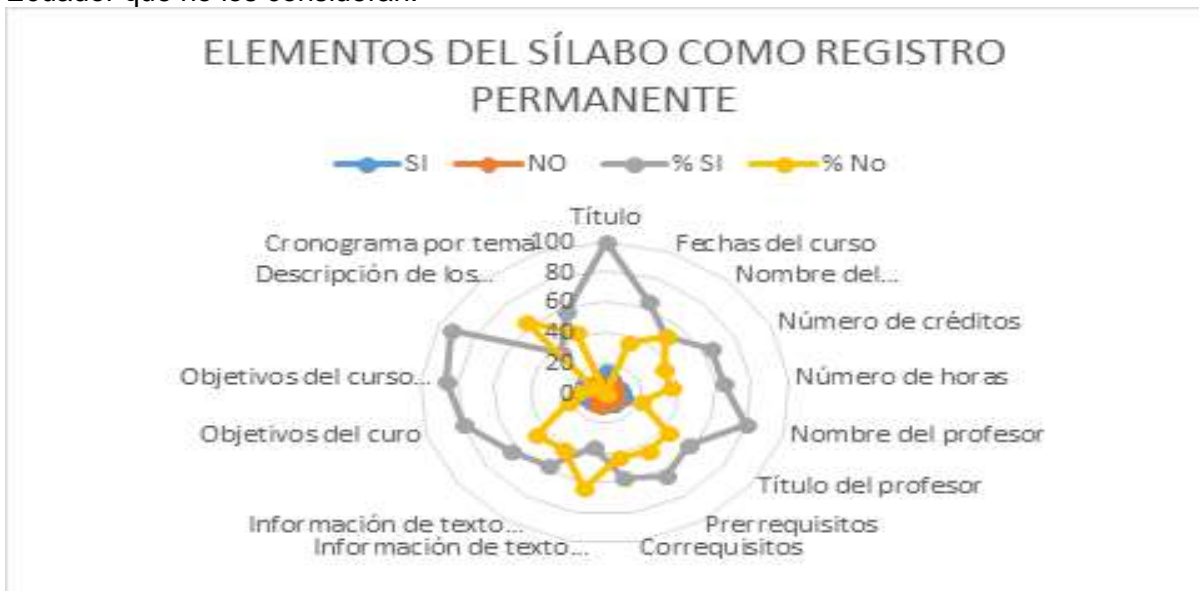 Ecuador que no los consideran.
ELEMENTOS DEL SÍLABO COMO REGISTRO
PERMANENTE
SI NO % SI % No
Título
Cronograma por tema 100 Fechas del curso
Descripción de los... 80 Nombre del...
60
Número de créditos
40
20
Objetivos del curso... 0 Número de horas
Objetivos del curo Nombre del profesor
Título del profesor
Información de texto... Prerrequisitos
Información de texto... Correquisitos